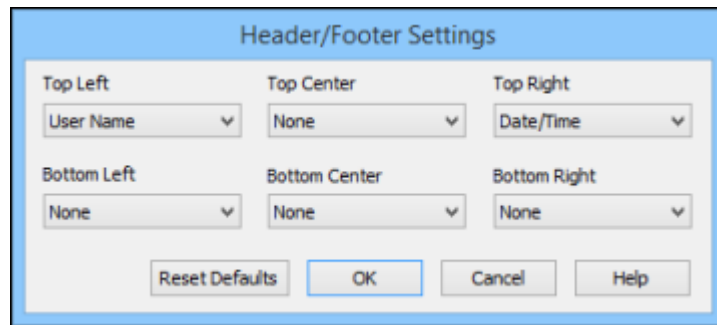 Header/Footer Settings
Top Left Top Center Top Right
User Name None Date/Time
Bottom Left Bottom Center Bottom Right
None None None
Reset Defaults OK Cancel Help